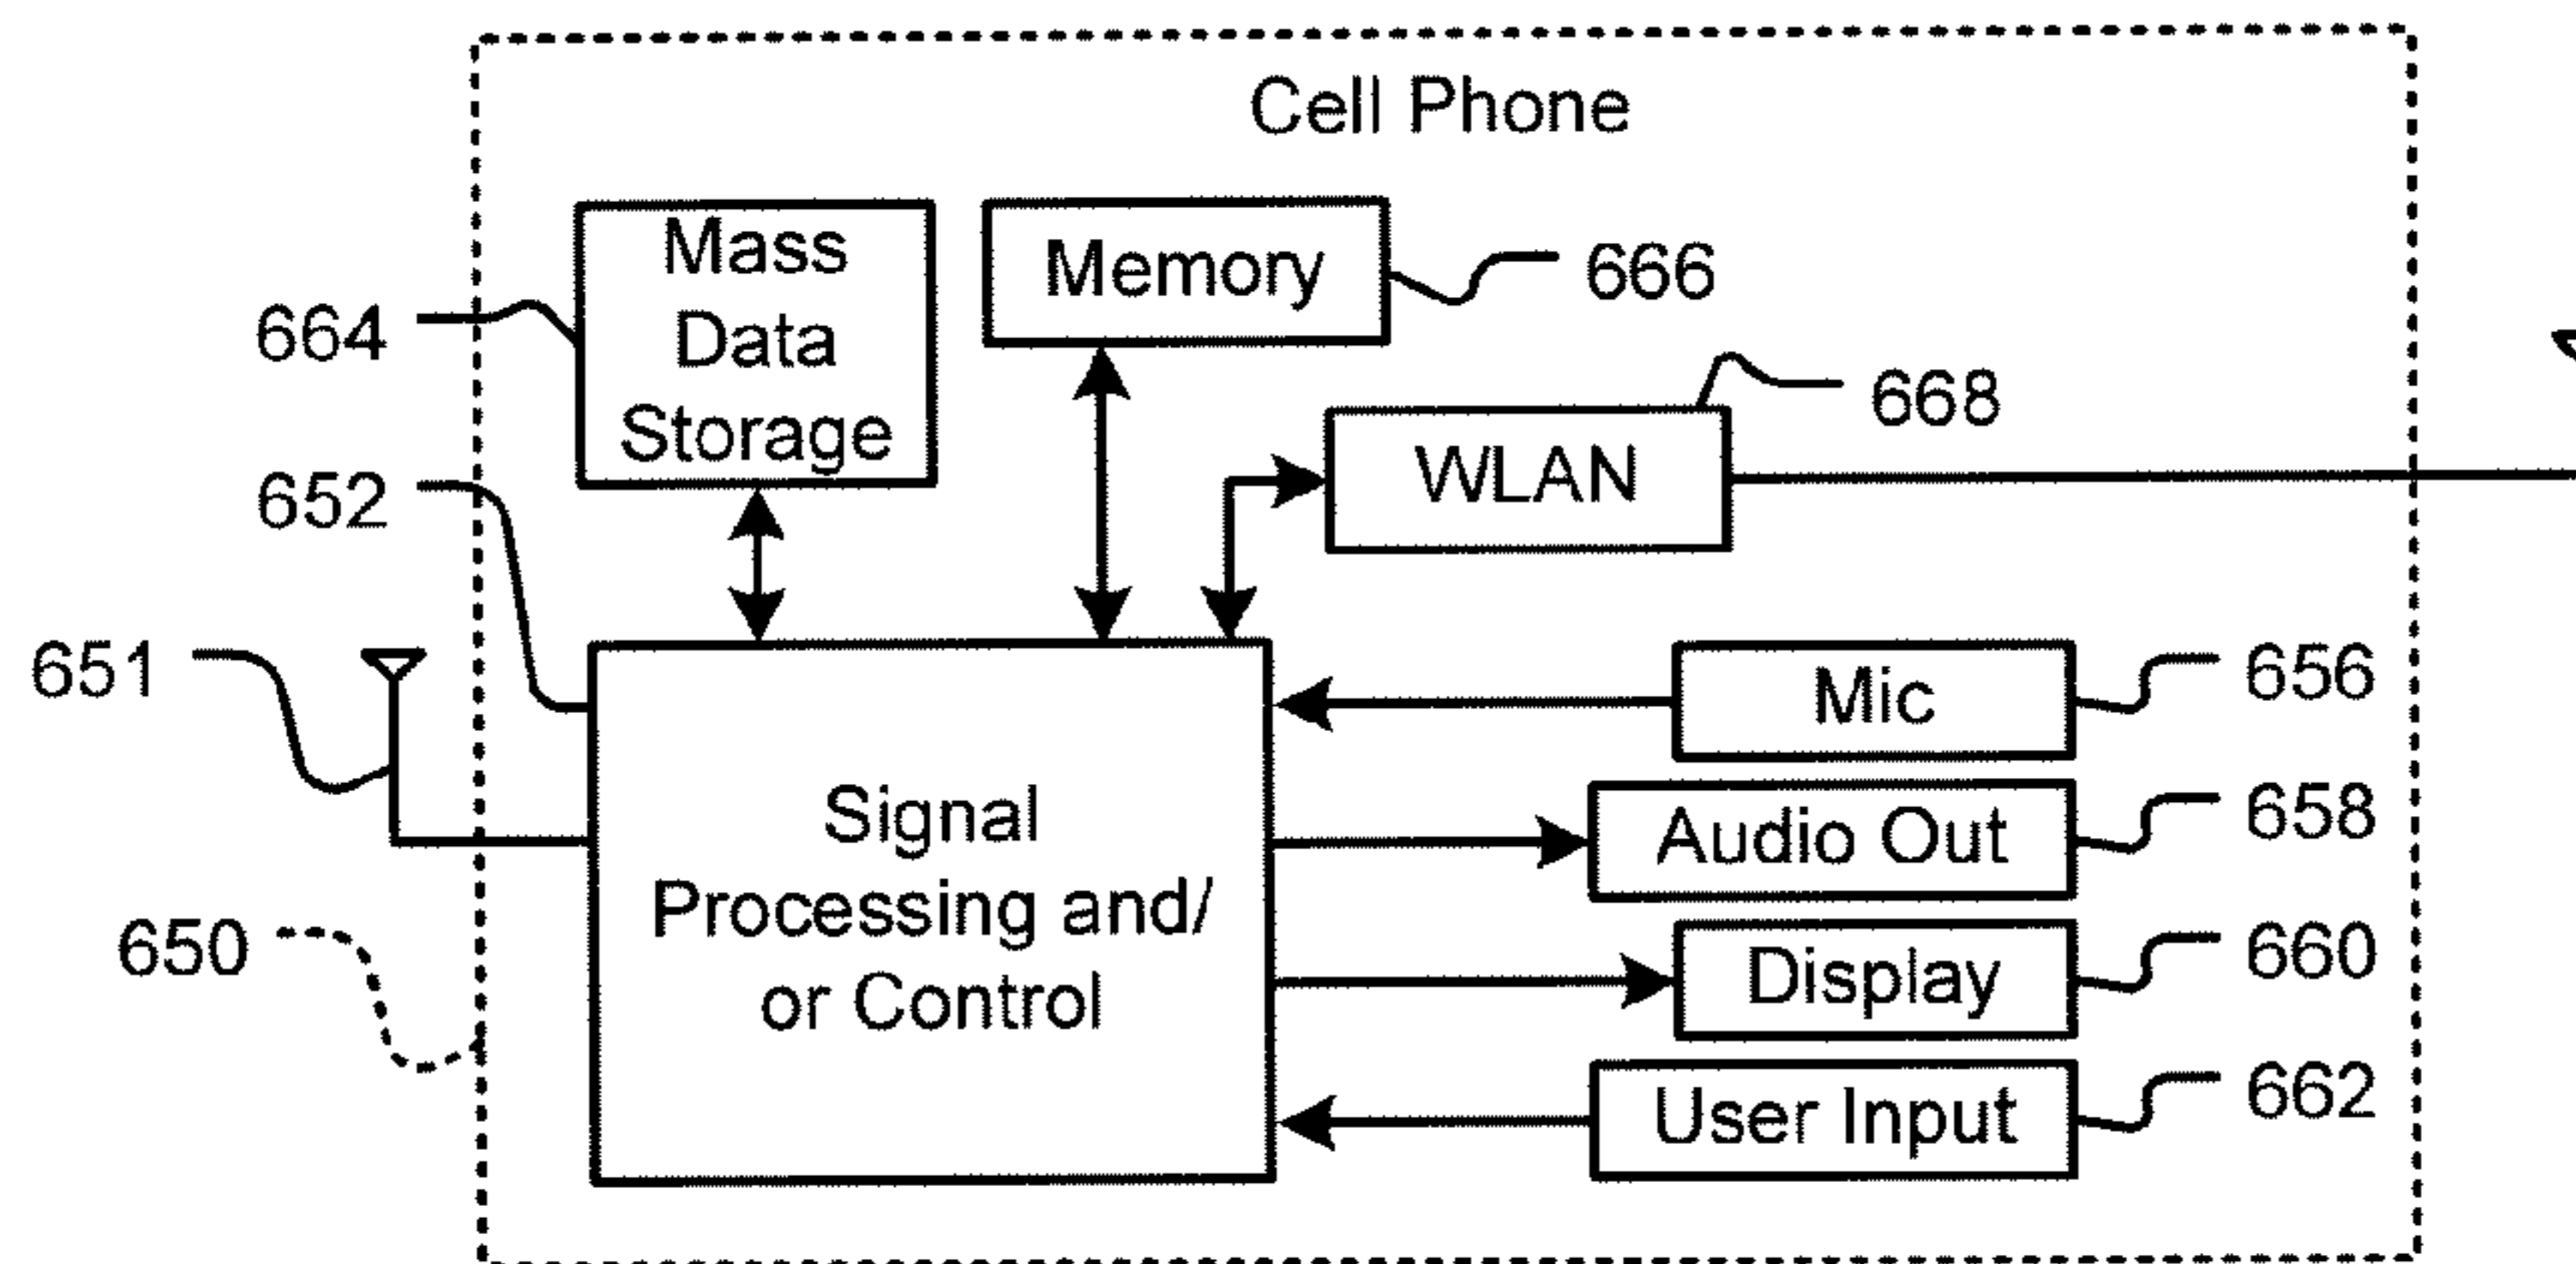 Cell Phone
Mass
Data
Storage
Memory
666
664
668
WLAN
652
651
Mic
656
Signal
Processing and/
or Control
Audio Out
658
650
Display
660
User Input
662